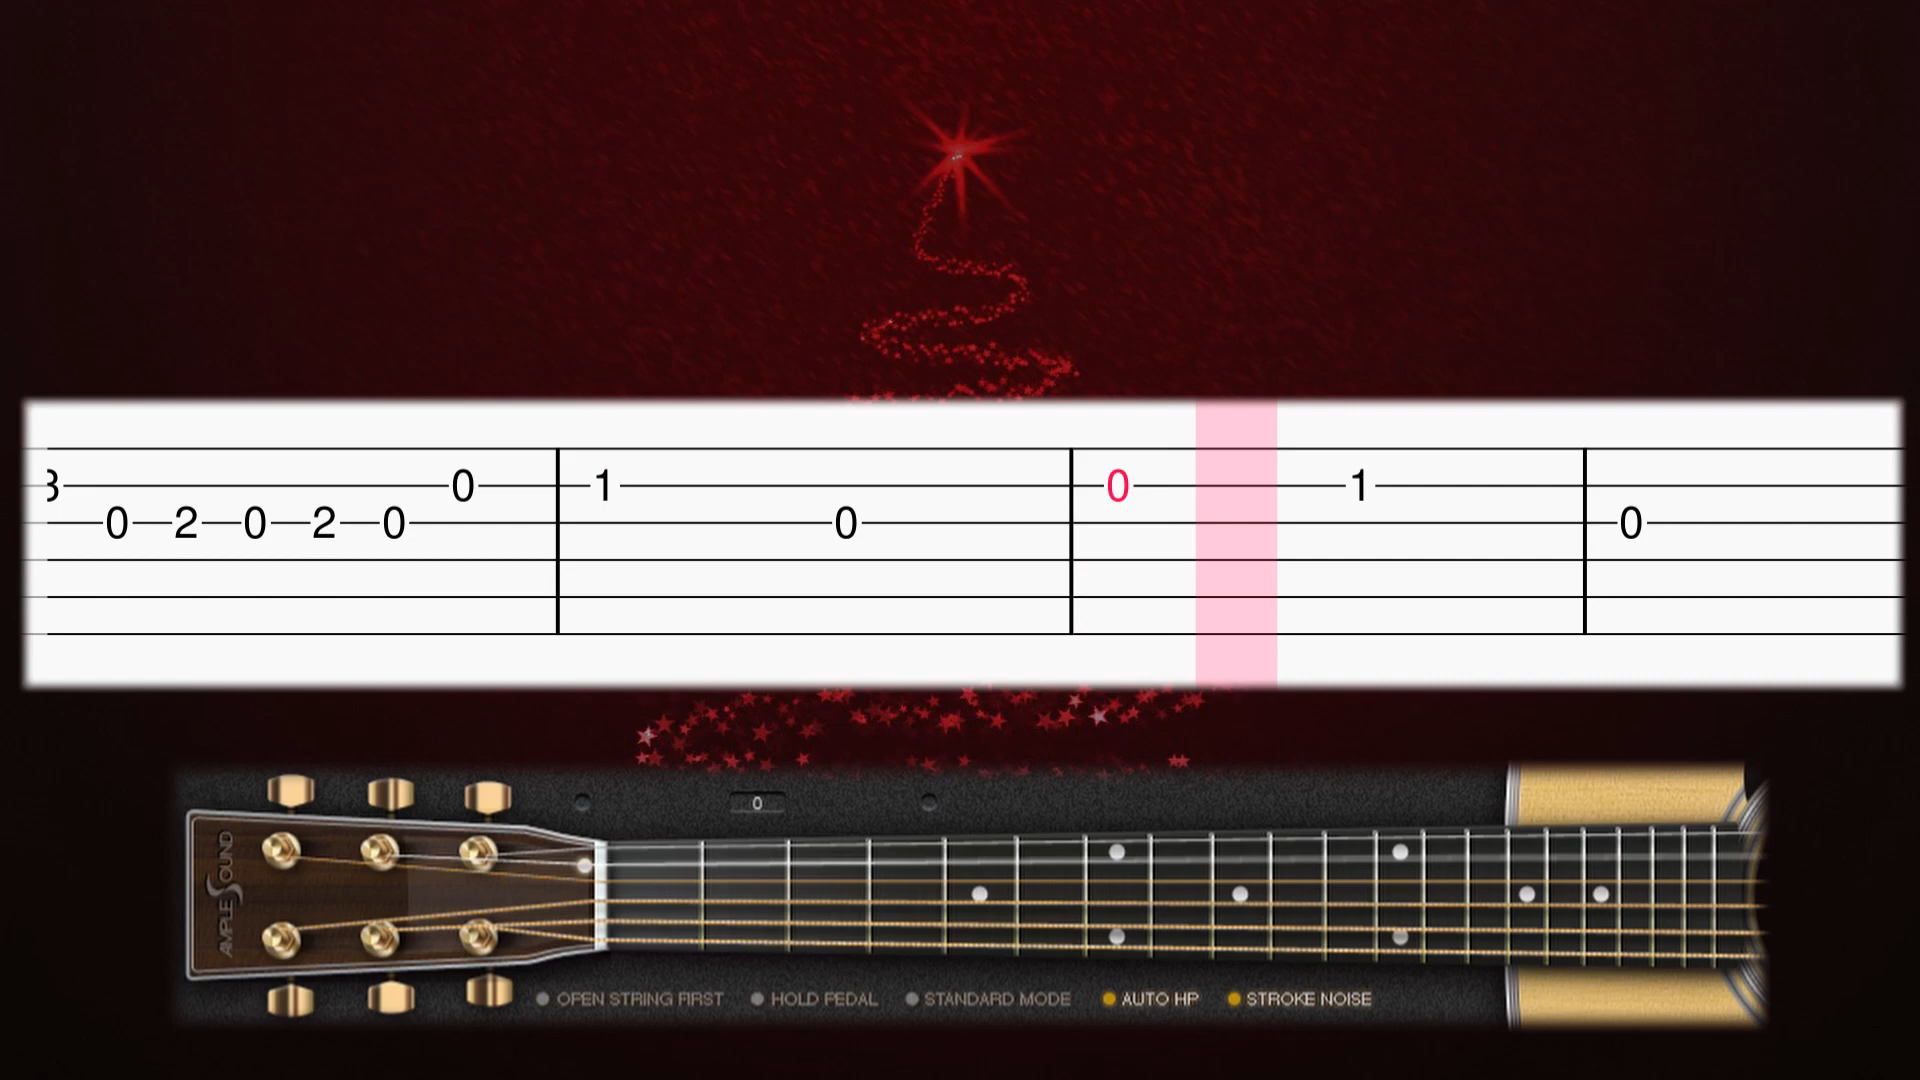 3 0 1 0 1
0 2 0 2 0 0 0
0
AMPLE SOUND
OPEN STRING FIRST HOLD PEDAL STANDARD MODE AUTO HP STROKE NOISE